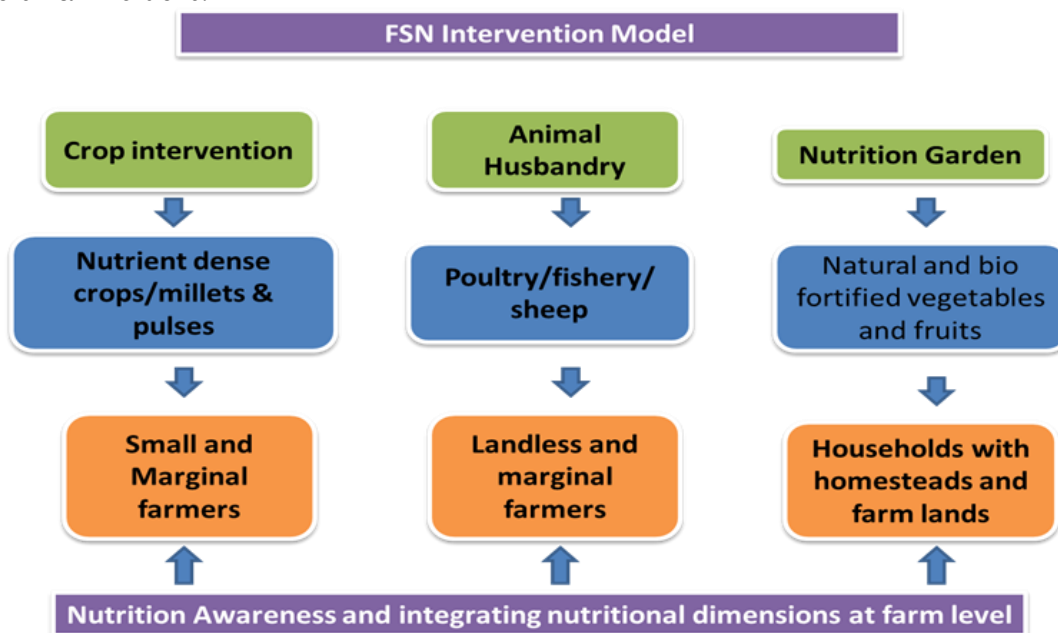 FSN Intervention Model
Crop intervention
Nutrient dense
crops/millets &
pulses
Small and
Marginal
farmers
Animal
Husbandry
Poultry/fishery/
sheep
Landless and
marginal
farmers
Nutrition Garden
Natural and bio
fortified vegetables
and fruits
Households with
homesteads and
farm lands
Nutrition Awareness and integrating nutritional dimensions at farm level